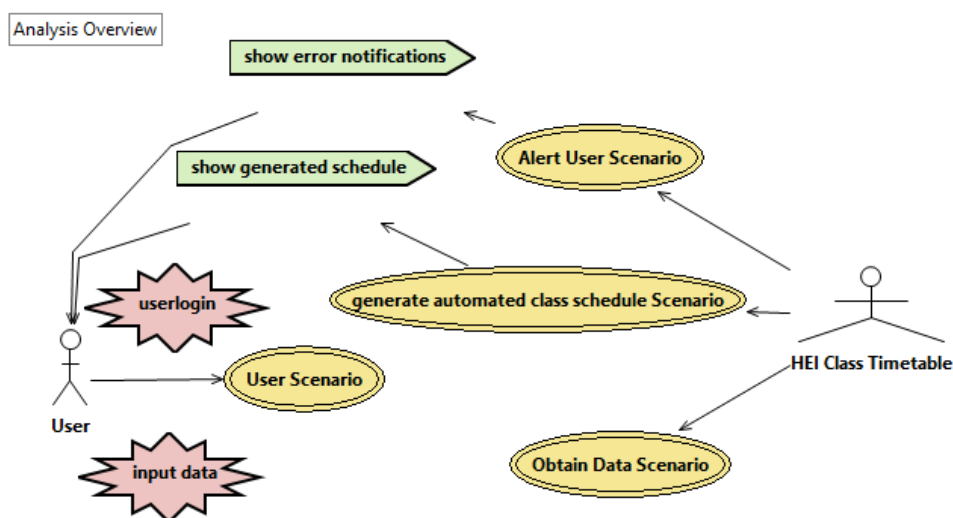 Analysis Overview
show error notifications
Alert User Scenario
show generated schedule
userlogin
generate automated class schedule Scenario
HEI Class Timetable
User Scenario
User
input data
Obtain Data Scenario